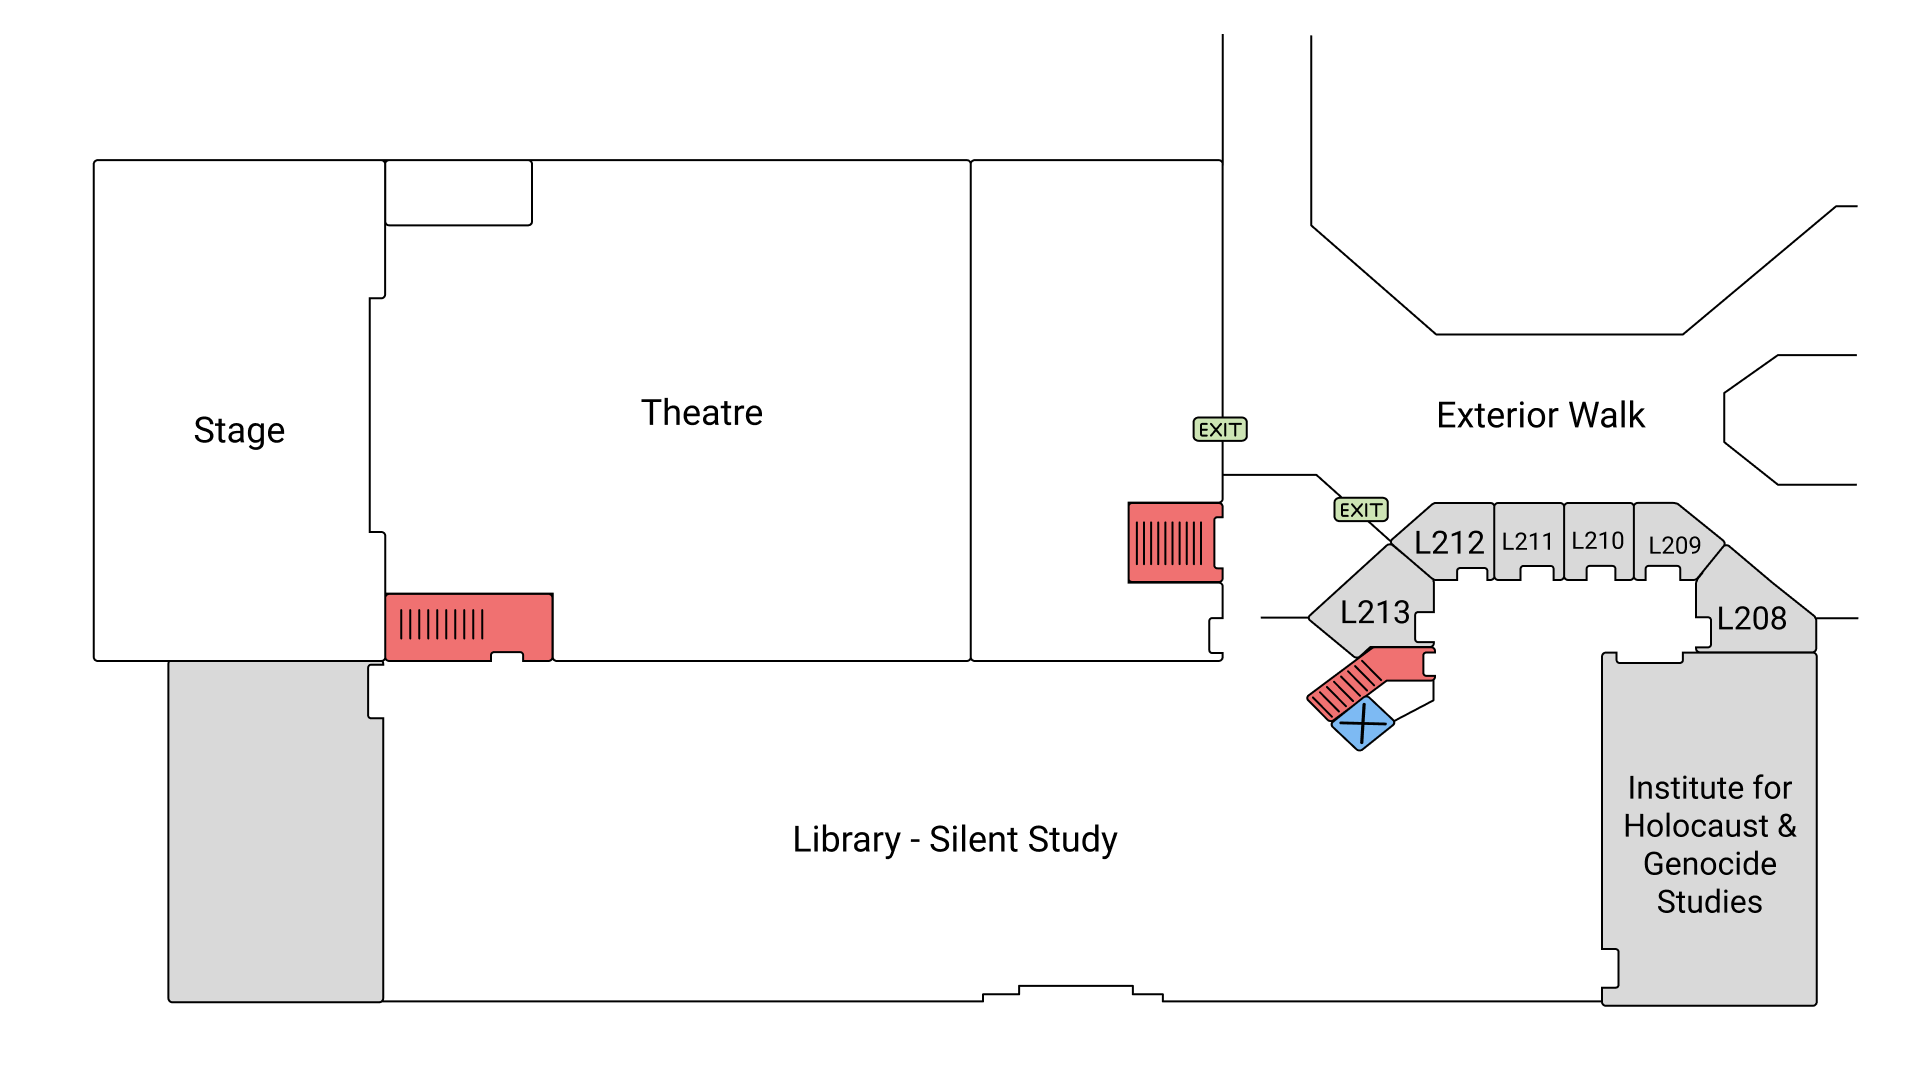 Stage
Theatre
EXIT
Exterior Walk
EXIT
L212
L211
L210
L209
L213
L208
Library - Silent Study
Institute for
Holocaust &
Genocide
Studies